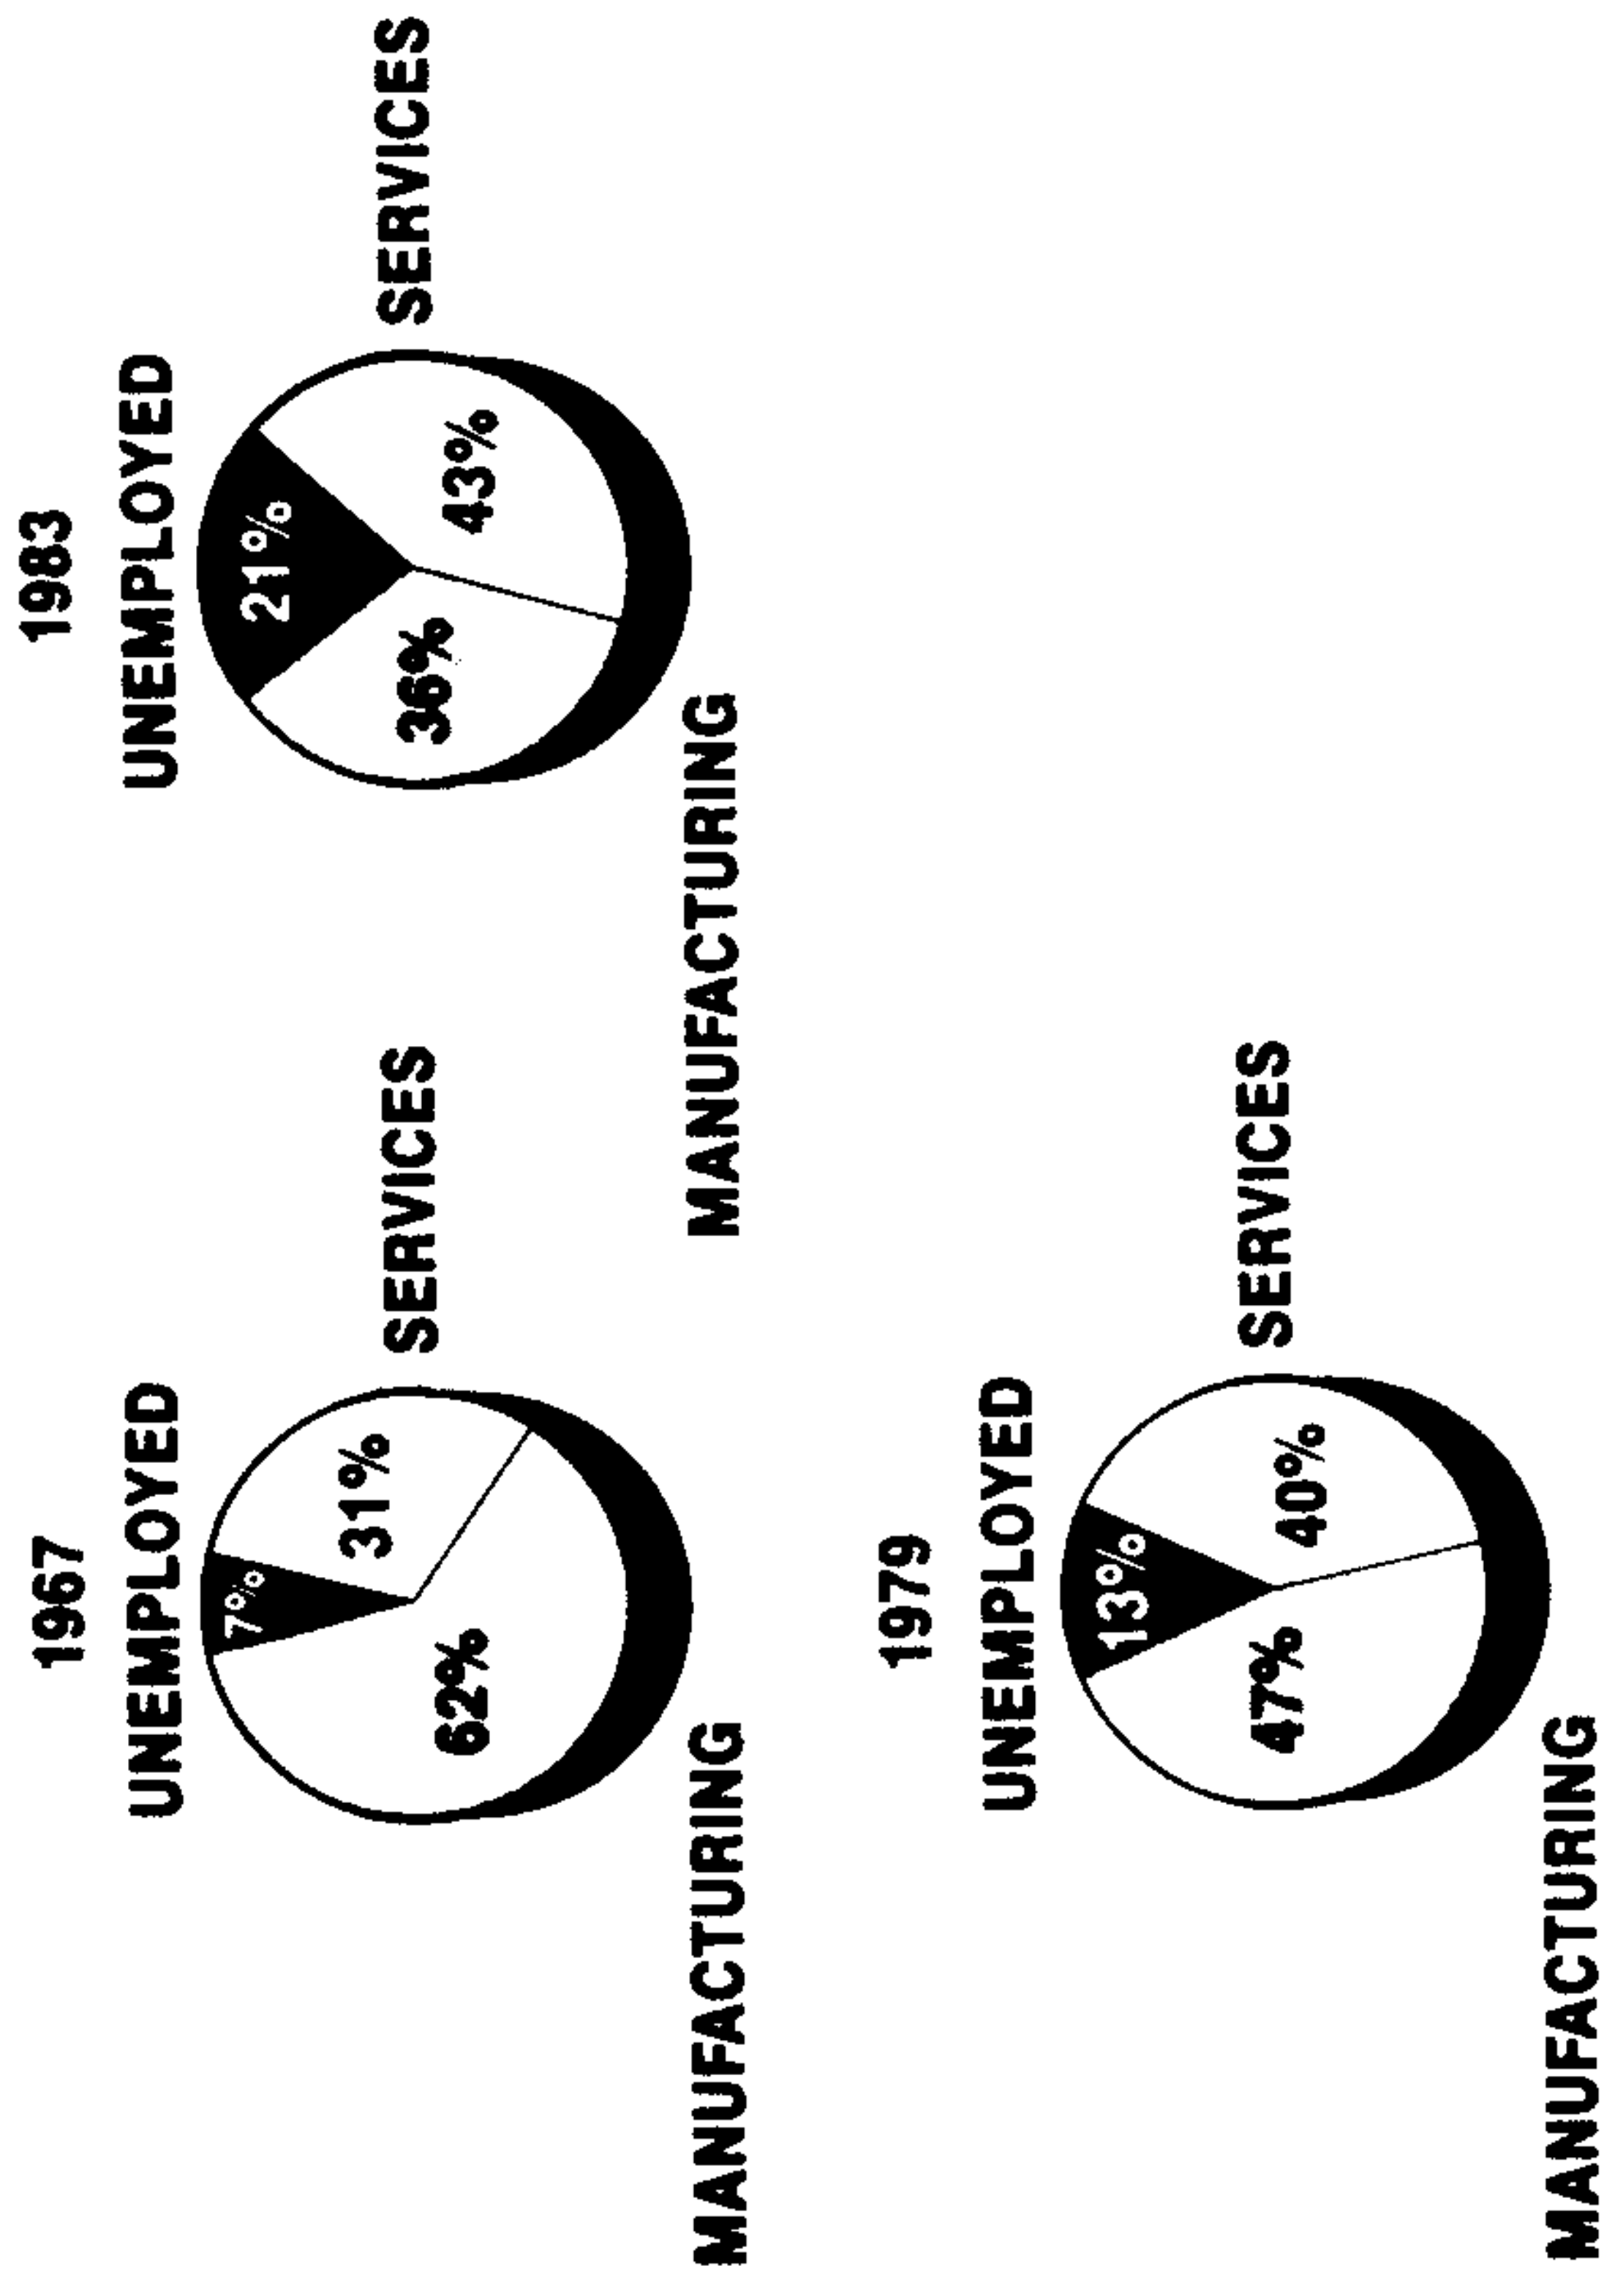 1967
UNEMPLOYED
7%
31%
SERVICES
62%
MANUFACTURING
1979
UNEMPLOYED
13%
40%
SERVICES
47%
MANUFACTURING
1983
UNEMPLOYED
21%
SERVICES
36%
43%
MANUFACTURING